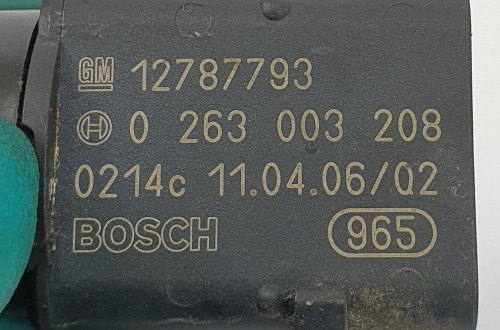 GM 12787793
0 263 003 208
0214c 11.04.06/Q2
BOSCH 965